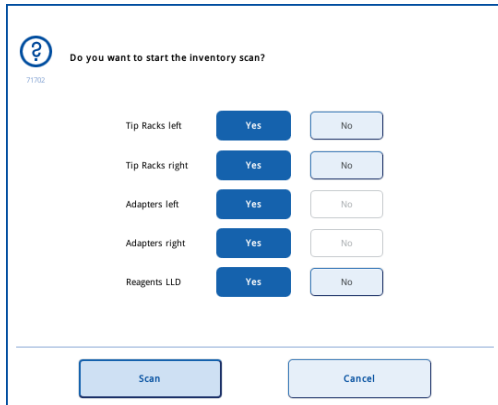 Do you want to start the inventory scan?
71702
Tip Racks left Yes No
Tip Racks right Yes No
Adapters left Yes No
Adapters right Yes No
Reagents LLD Yes No
Scan Cancel